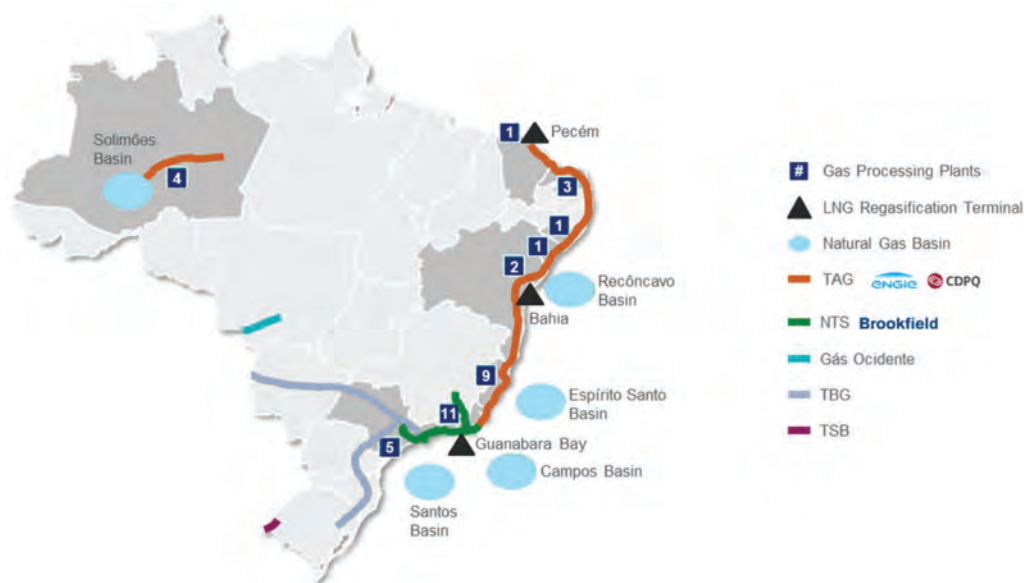 Solimões
Basin
4
1
Pecém
3
1
1
2
Recôncavo
Basin
Bahia
9
Espírito Santo
Basin
11
5
Guanabara Bay
Campos Basin
Santos
Basin
# Gas Processing Plants
LNG Regasification Terminal
Natural Gas Basin
TAG ENGIE CDPQ
NTS Brookfield
Gás Ocidente
TBG
TSB